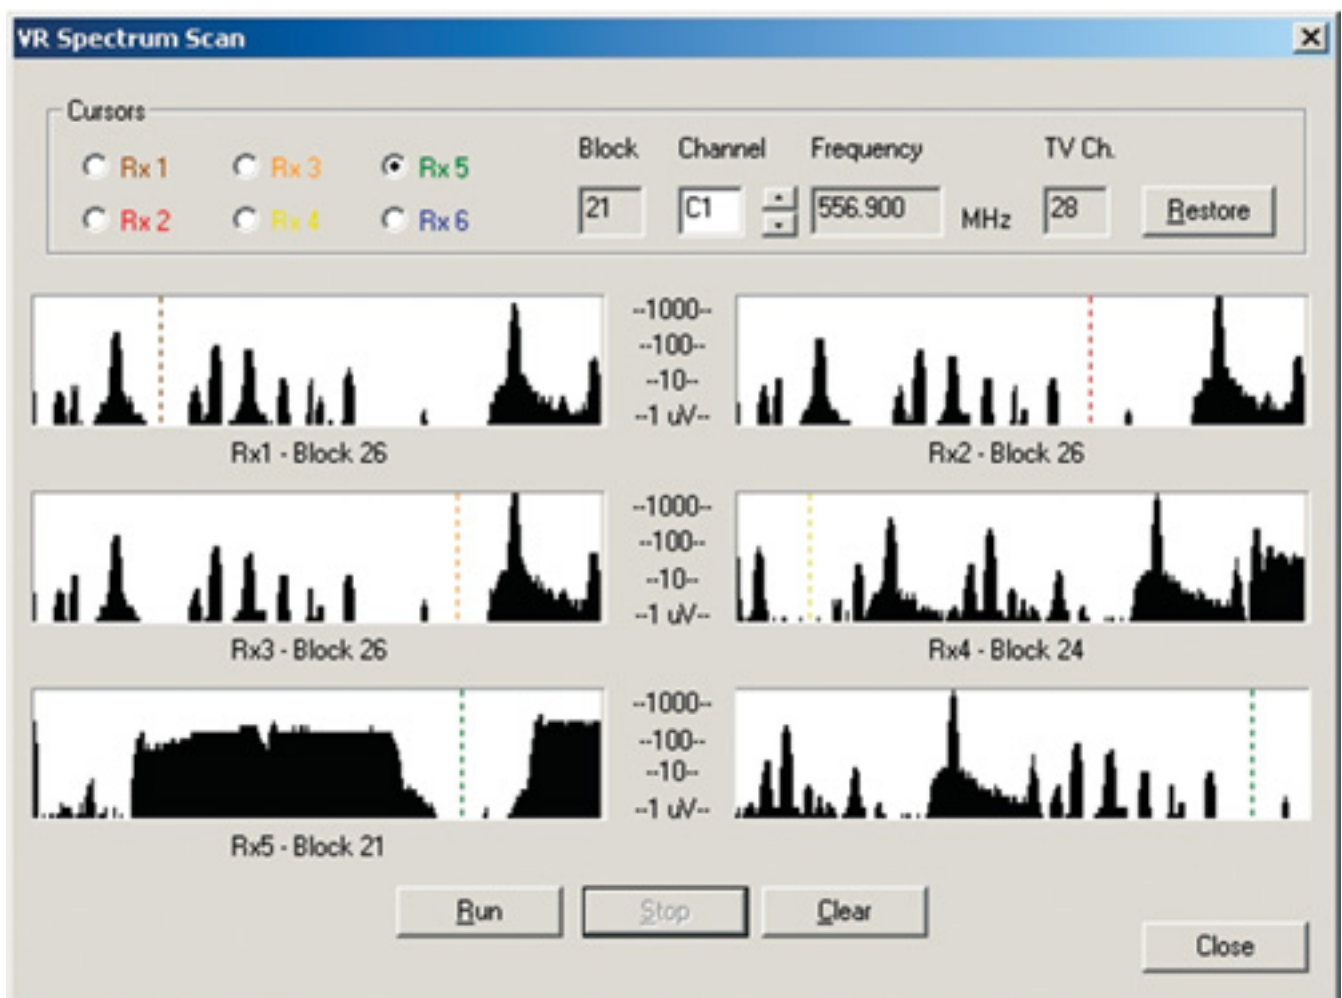 VR Spectrum Scan
Cursors
Rx 1 Rx 3 Rx 5 Block Channel Frequency TV Ch.
Rx 2 Rx 4 Rx 6 21 C1 556.900 MHz 28 Restore
--1000--
--100--
--10--
--1 uV--
Rx1 - Block 26 Rx2 - Block 26
--1000--
--100--
--10--
--1 uV--
Rx3 - Block 26 Rx4 - Block 24
--1000--
--100--
--10--
--1 uV--
Rx5 - Block 21
Run Stop Clear
Close